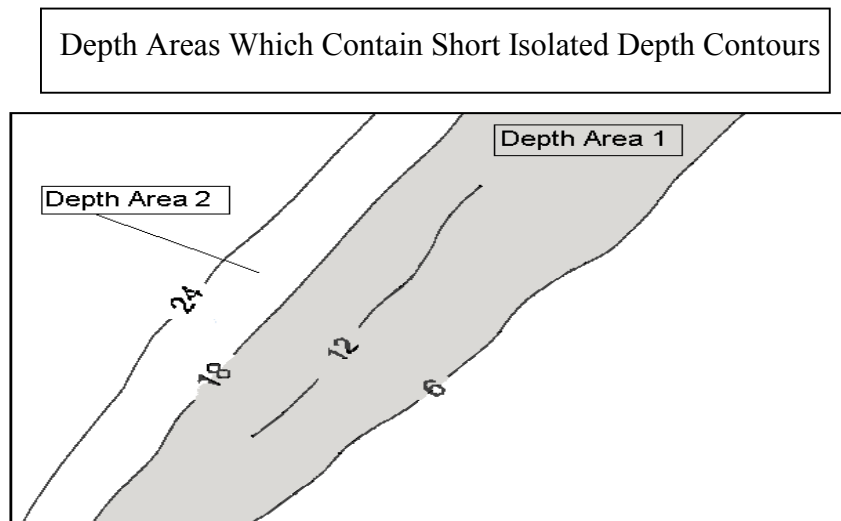 Depth Areas Which Contain Short Isolated Depth Contours
Depth Area 1
Depth Area 2
24
12
18
6